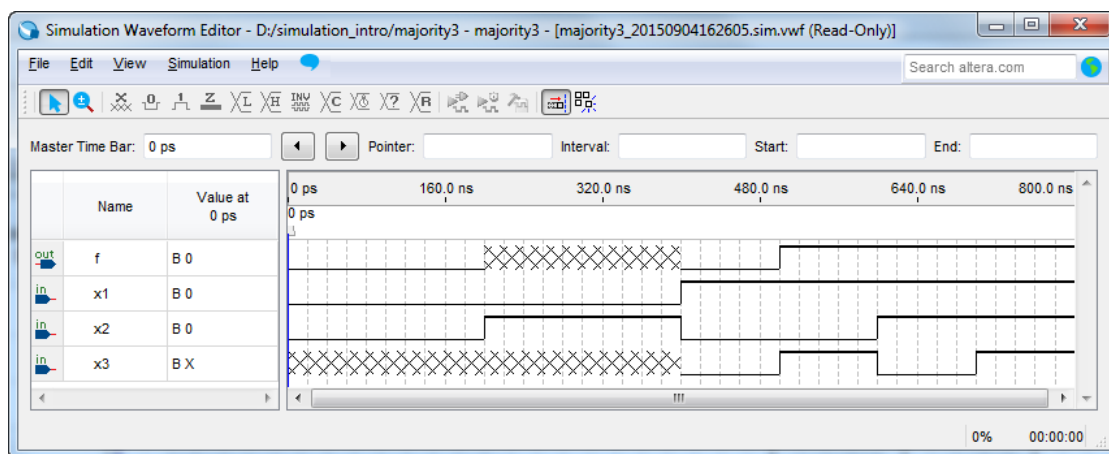 Simulation Waveform Editor - D:/simulation_intro/majority3 - majority3 - [majority3_20150904162605.sim.vwf (Read-Only)]
File Edit View Simulation Help Search altera.com
0 1 Z L H INV C ? R
Master Time Bar: 0 ps Pointer: Interval: Start: End:
Name Value at 0 ps
0 ps 160.0 ns 320.0 ns 480.0 ns 640.0 ns 800.0 ns
0 ps
out f B 0
in x1 B 0
in x2 B 0
in x3 B X
0% 00:00:00